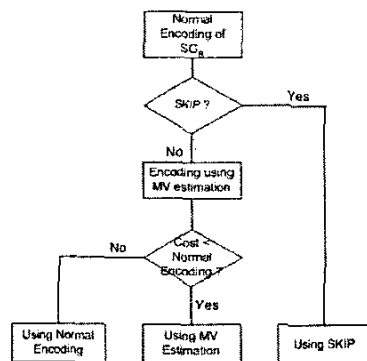 Normal
Encoding of
SC
SKIP ?
Yes
No
Encoding using
MV estimation
Cost <
Normal
Encoding ?
No
Yes
Using Normal
Encoding
Using MV
Estimation
Using SKIP